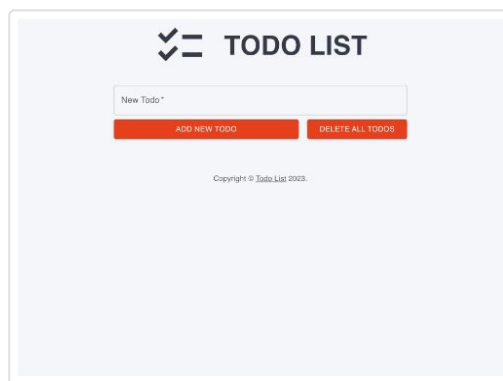 TODO LIST
New Todo *
ADD NEW TODO DELETE ALL TODOS
Copyright © Todo List 2023.